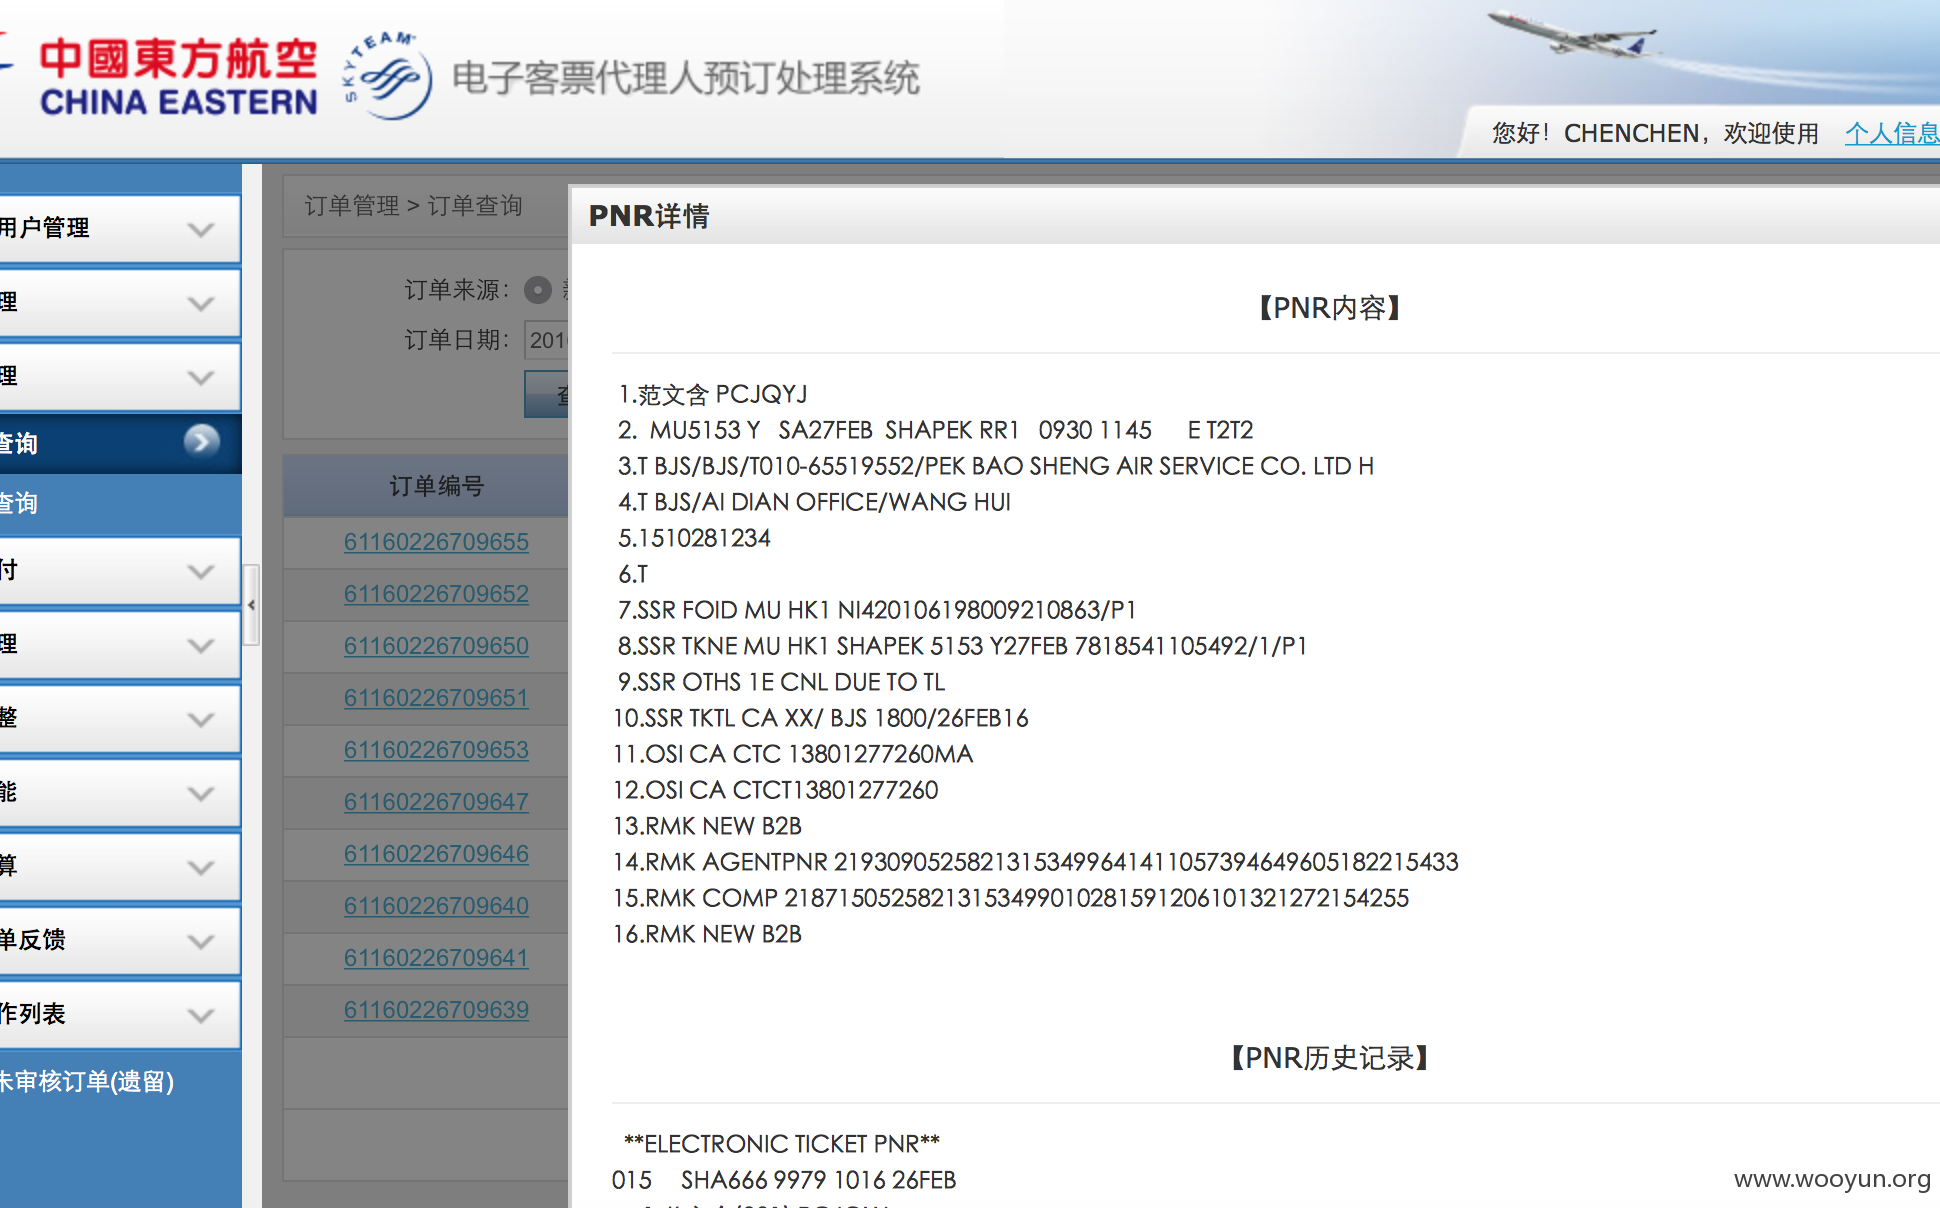 中國東方航空
CHINA EASTERN
SKYTEAM
电子客票代理人预订处理系统
您好！CHENCHEN，欢迎使用 个人信息
用户管理
理
理
查询
查询
付
理
整
能
算
单反馈
作列表
未审核订单(遗留)
订单管理 > 订单查询
订单来源：
订单日期： 201
查
订单编号
61160226709655
61160226709652
61160226709650
61160226709651
61160226709653
61160226709647
61160226709646
61160226709640
61160226709641
61160226709639
PNR详情
【PNR内容】
1.范文含 PCJQYJ
2. MU5153 Y SA27FEB SHAPEK RR1 0930 1145 E T2T2
3.T BJS/BJS/T010-65519552/PEK BAO SHENG AIR SERVICE CO. LTD H
4.T BJS/AI DIAN OFFICE/WANG HUI
5.1510281234
6.T
7.SSR FOID MU HK1 NI420106198009210863/P1
8.SSR TKNE MU HK1 SHAPEK 5153 Y27FEB 7818541105492/1/P1
9.SSR OTHS 1E CNL DUE TO TL
10.SSR TKTL CA XX/ BJS 1800/26FEB16
11.OSI CA CTC 13801277260MA
12.OSI CA CTCT13801277260
13.RMK NEW B2B
14.RMK AGENTPNR 2193090525821315349964141105739464960518221​5433
15.RMK COMP 21871505258213153499010281591206101321272154255
16.RMK NEW B2B
【PNR历史记录】
**ELECTRONIC TICKET PNR**
015 SHA666 9979 1016 26FEB
www.wooyun.org